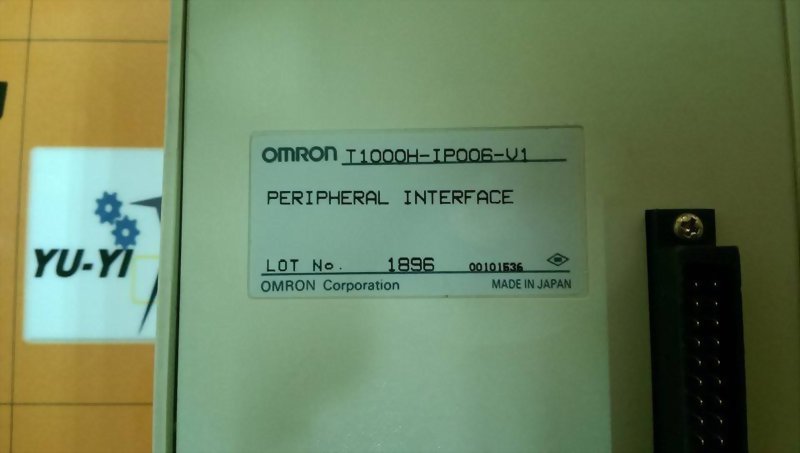 OMRON T1000H-IP006-V1
PERIPHERAL INTERFACE
LOT No. 1896 00101536
OMRON Corporation MADE IN JAPAN
YU-YI